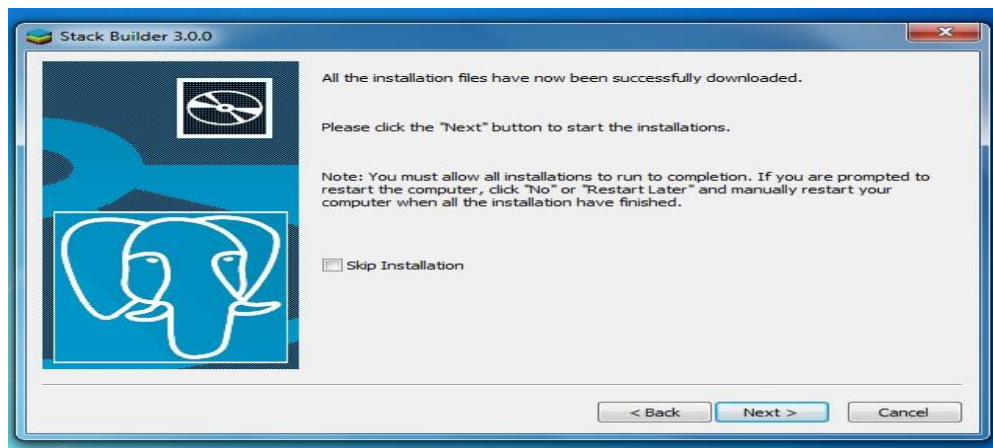 Stack Builder 3.0.0
All the installation files have now been successfully downloaded.
Please click the "Next" button to start the installations.
Note: You must allow all installations to run to completion. If you are prompted to
restart the computer, click "No" or "Restart Later" and manually restart your
computer when all the installation have finished.
Skip Installation
< Back
Next >
Cancel